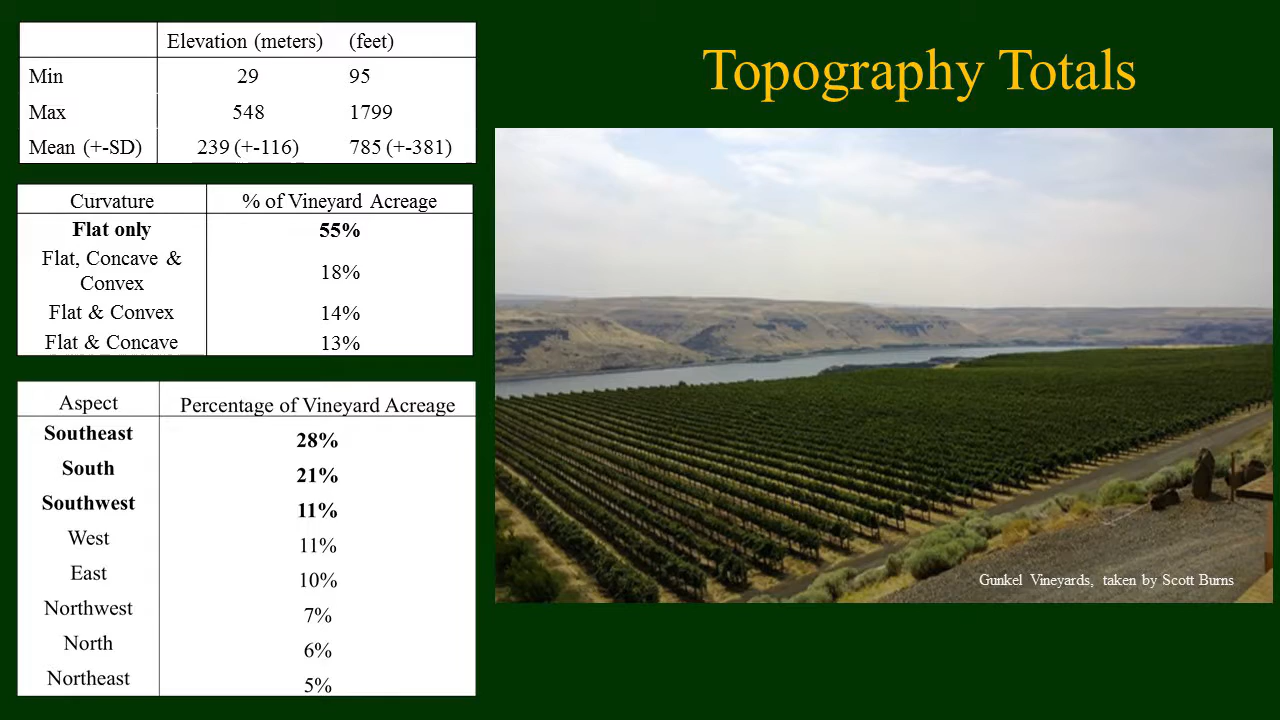 Topography Totals
Elevation (meters) (feet)
Min 29 95
Max 548 1799
Mean (+-SD) 239 (+-116) 785 (+-381)
Curvature % of Vineyard Acreage
Flat only 55%
Flat, Concave &
Convex 18%
Flat & Convex 14%
Flat & Concave 13%
Aspect Percentage of Vineyard Acreage
Southeast 28%
South 21%
Southwest 11%
West 11%
East 10%
Northwest 7%
North 6%
Northeast 5%
Gunkel Vineyards, taken by Scott Burns